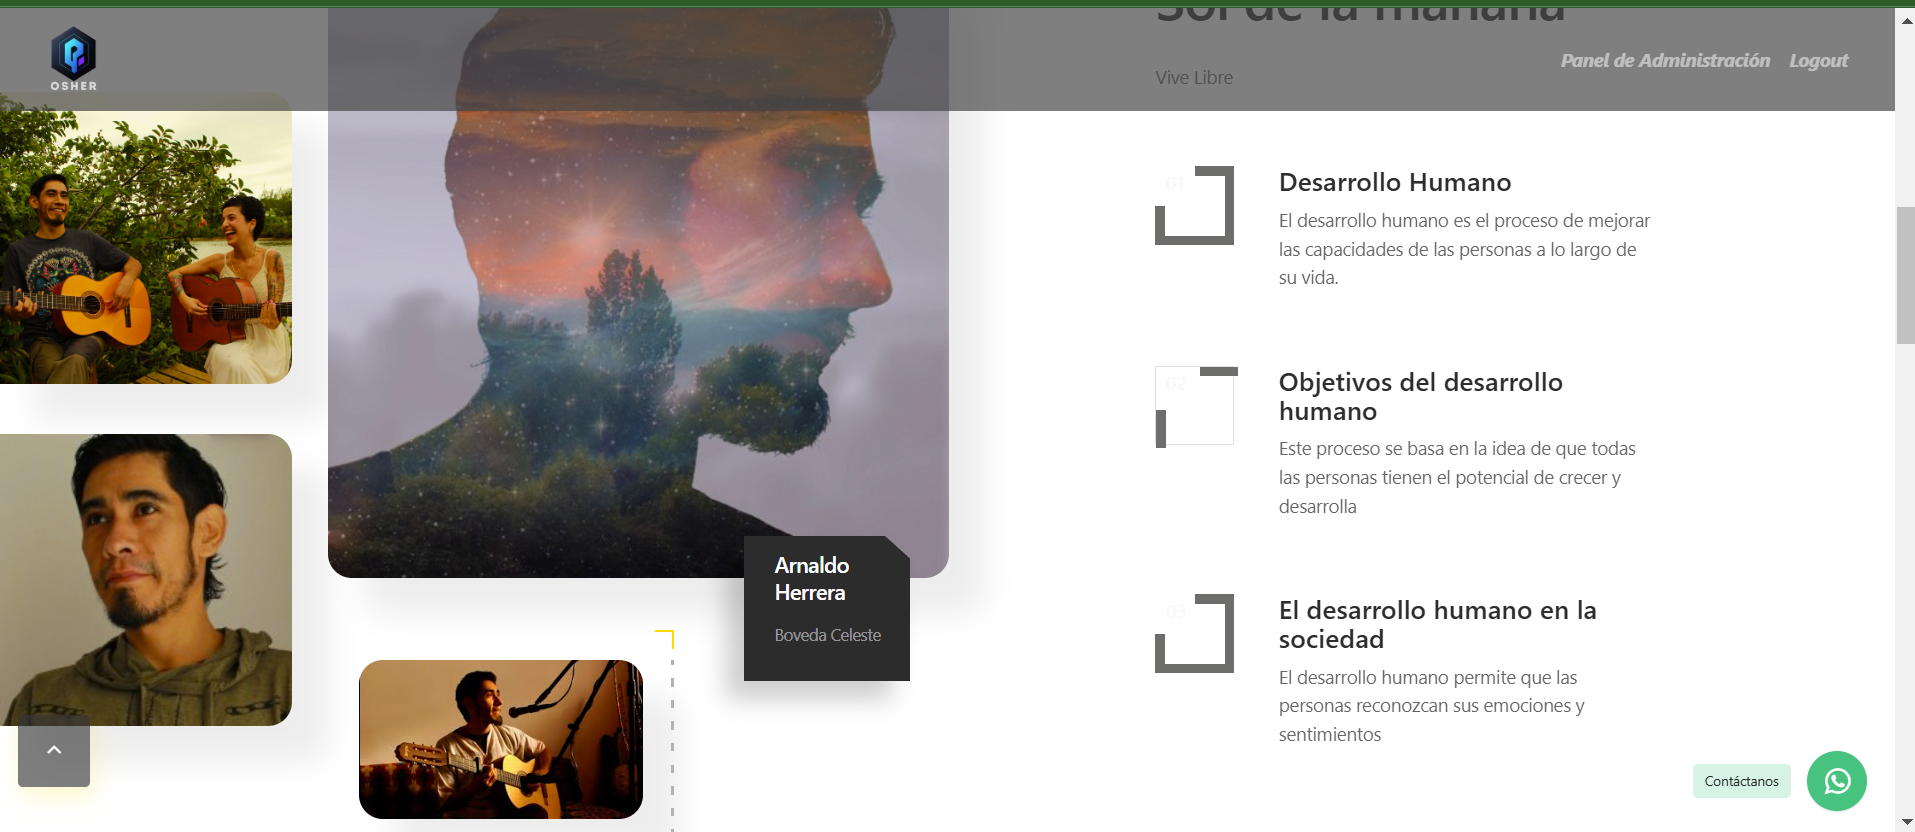 Sol de la mañana
OSHER
Panel de Administración Logout
Vive Libre
01
Desarrollo Humano
El desarrollo humano es el proceso de mejorar
las capacidades de las personas a lo largo de
su vida.
02
Objetivos del desarrollo
humano
Este proceso se basa en la idea de que todas
las personas tienen el potencial de crecer y
desarrolla
Arnaldo
Herrera
Boveda Celeste
03
El desarrollo humano en la
sociedad
El desarrollo humano permite que las
personas reconozcan sus emociones y
sentimientos
Contáctanos